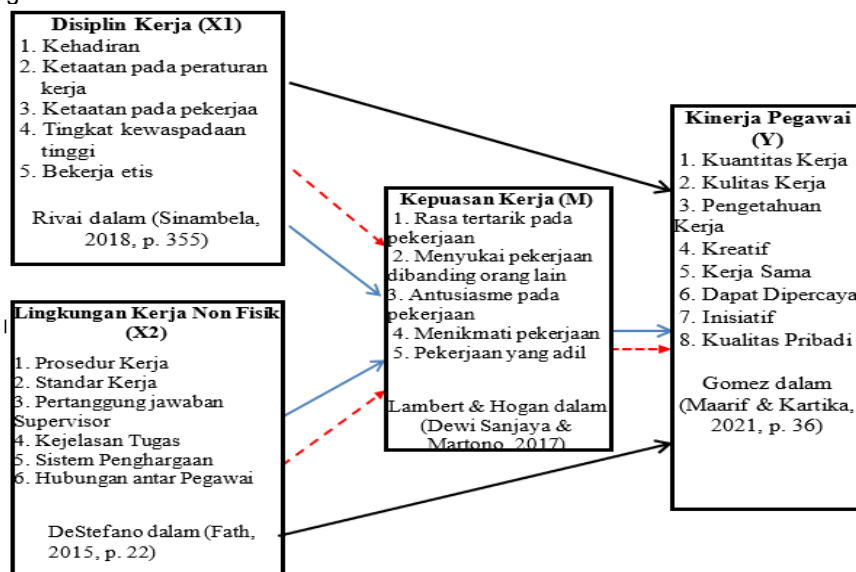 Disiplin Kerja (X1)
1. Kehadiran
2. Ketaatan pada peraturan
kerja
3. Ketaatan pada pekerjaa
4. Tingkat kewaspadaan
tinggi
5. Bekerja etis
Rivai dalam (Sinambela,
2018, p. 355)
Lingkungan Kerja Non Fisik
(X2)
1. Prosedur Kerja
2. Standar Kerja
3. Pertanggung jawaban
Supervisor
4. Kejelasan Tugas
5. Sistem Penghargaan
6. Hubungan antar Pegawai
DeStefano dalam (Fath,
2015, p. 22)
Kepuasan Kerja (M)
1. Rasa tertarik pada
pekerjaan
2. Menyukai pekerjaan
dibanding orang lain
3. Antusiasme pada
pekerjaan
4. Menikmati pekerjaan
5. Pekerjaan yang adil
Lambert & Hogan dalam
(Dewi Sanjaya &
Martono, 2017)
Kinerja Pegawai
(Y)
1. Kuantitas Kerja
2. Kulitas Kerja
3. Pengetahuan
Kerja
4. Kreatif
5. Kerja Sama
6. Dapat Dipercaya
7. Inisiatif
8. Kualitas Pribadi
Gomez dalam
(Maarif & Kartika,
2021, p. 36)